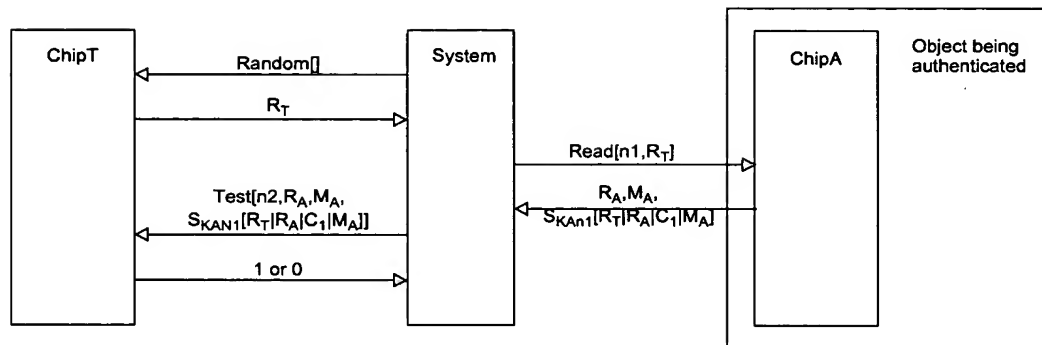 ChipT
System
ChipA
Object being
authenticated
Random[]
R_T
Read[n1,R_T]
Test[n2,R_A,M_A,
S_KAN1[R_T|R_A|C_1|M_A]]
R_A,M_A,
S_KAn1[R_T|R_A|C_1|M_A]
1 or 0